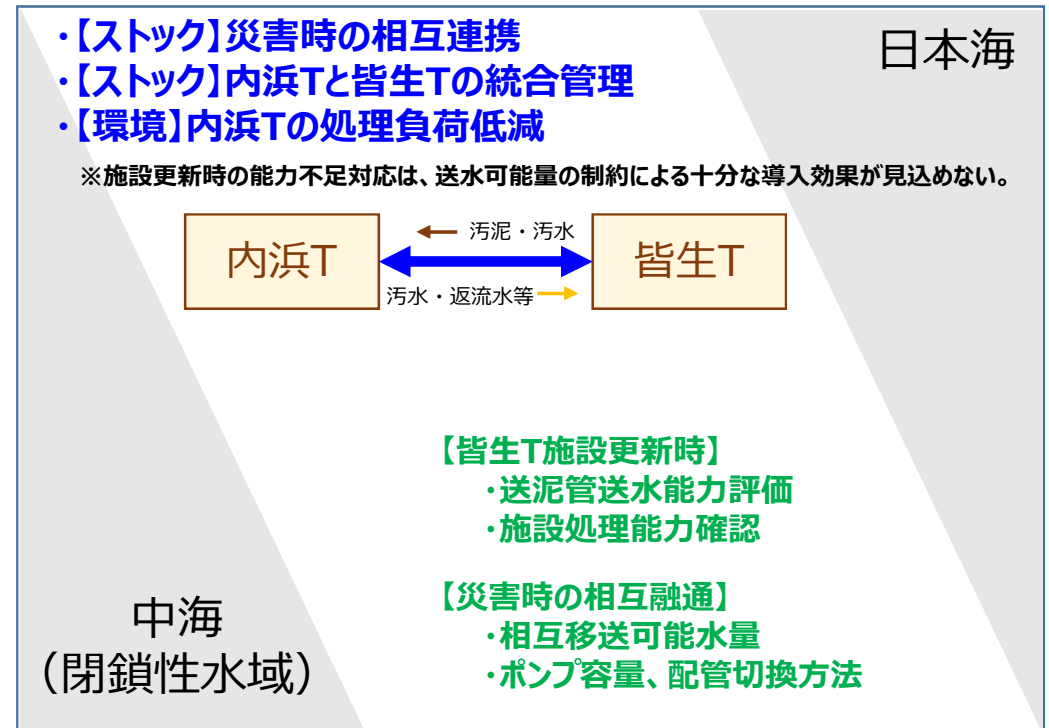 ・【ストック】災害時の相互連携
・【ストック】内浜Tと皆生Tの統合管理
・【環境】内浜Tの処理負荷低減
日本海
※施設更新時の能力不足対応は、送水可能量の制約による十分な導入効果が見込めない。
内浜T
汚泥・汚水
汚水・返流水等
皆生T
【皆生T施設更新時】
・送泥管送水能力評価
・施設処理能力確認
【災害時の相互融通】
・相互移送可能水量
・ポンプ容量、配管切換方法
中海
（閉鎖性水域）